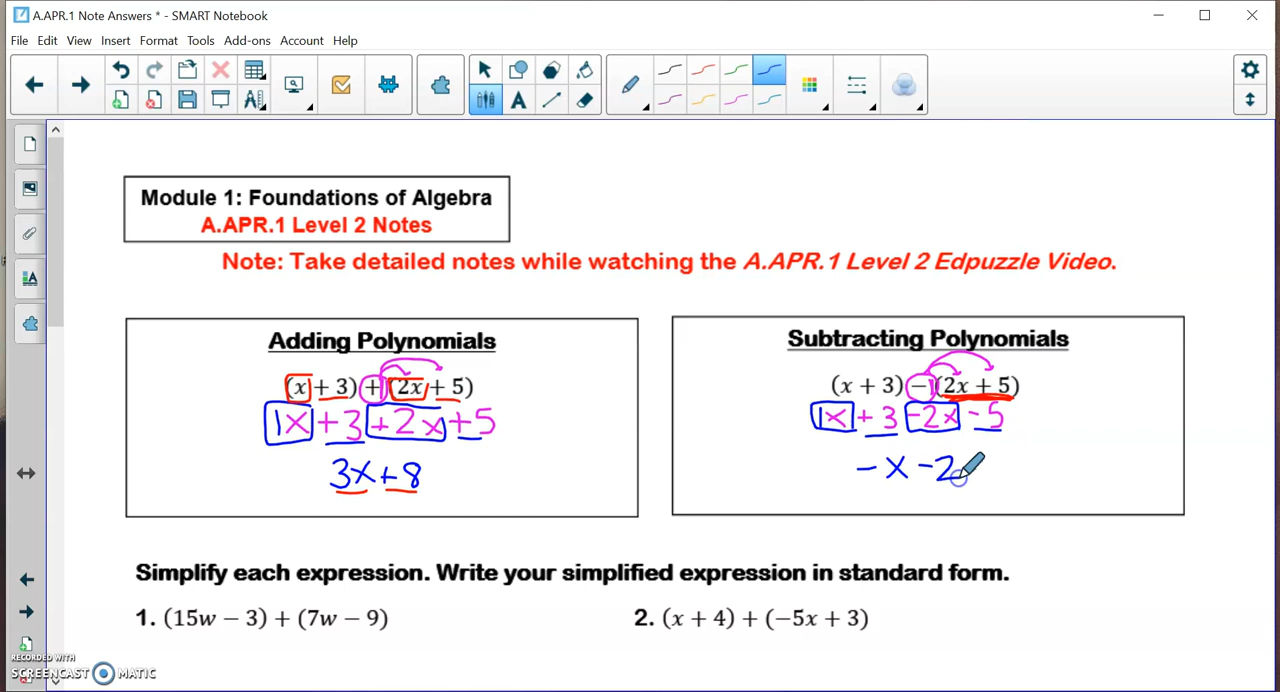 A.APR.1 Note Answers * - SMART Notebook
File Edit View Insert Format Tools Add-ons Account Help
Module 1: Foundations of Algebra
A.APR.1 Level 2 Notes
Note: Take detailed notes while watching the A.APR.1 Level 2 Edpuzzle Video.
Adding Polynomials
(x + 3) + (2x + 5)
1x + 3 + 2x + 5
3x + 8
Subtracting Polynomials
(x + 3) − 1(2x + 5)
1x + 3 - 2x - 5
- x - 2
Simplify each expression. Write your simplified expression in standard form.
1. (15w − 3) + (7w − 9)
2. (x + 4) + (−5x + 3)
RECORDED WITH
SCREENCAST MATIC